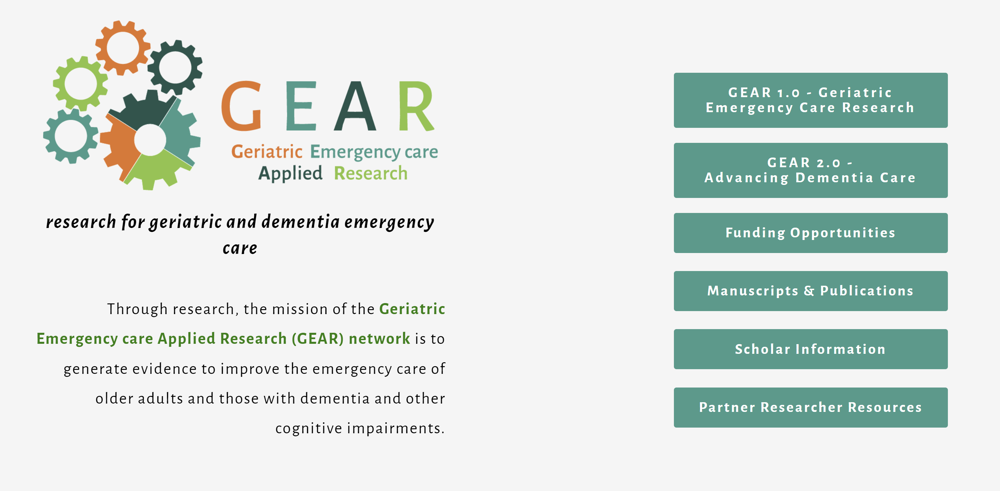 GEAR
Geriatric Emergency care
Applied Research
research for geriatric and dementia emergency
care
Through research, the mission of the Geriatric
Emergency care Applied Research (GEAR) network is to
generate evidence to improve the emergency care of
older adults and those with dementia and other
cognitive impairments.
GEAR 1.0 - Geriatric
Emergency Care Research
GEAR 2.0 -
Advancing Dementia Care
Funding Opportunities
Manuscripts & Publications
Scholar Information
Partner Researcher Resources